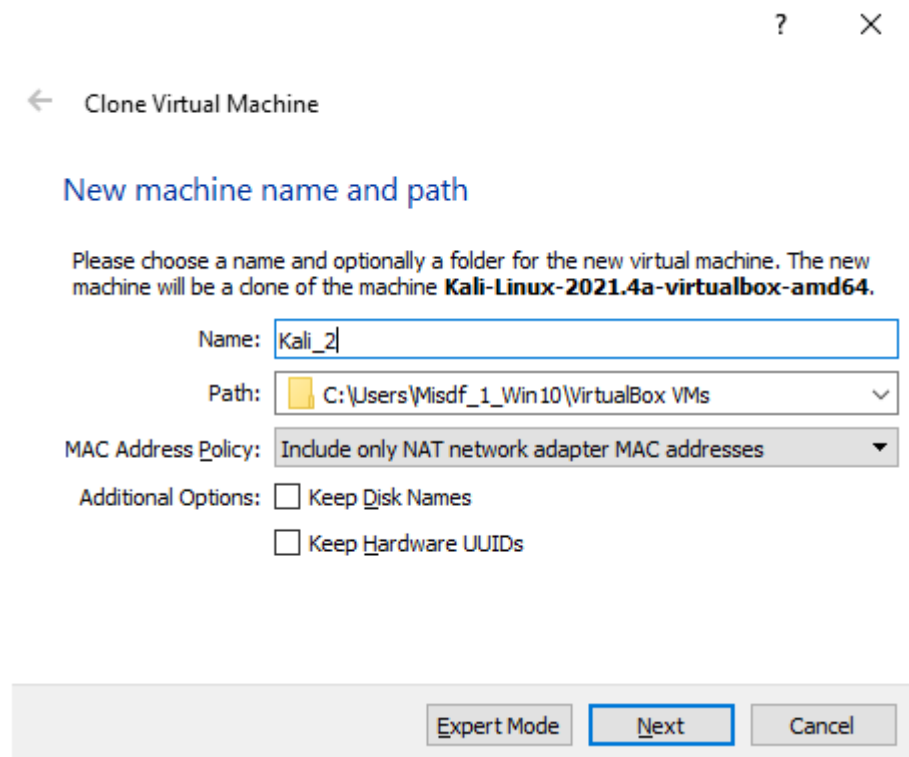 ?
Clone Virtual Machine
New machine name and path
Please choose a name and optionally a folder for the new virtual machine. The new
machine will be a clone of the machine Kali-Linux-2021.4a-virtualbox-amd64.
Name: Kali_2
Path: C:\Users\Misdf_1_Win10\VirtualBox VMs
MAC Address Policy: Include only NAT network adapter MAC addresses
Additional Options: Keep Disk Names
Keep Hardware UUIDs
Expert Mode Next Cancel